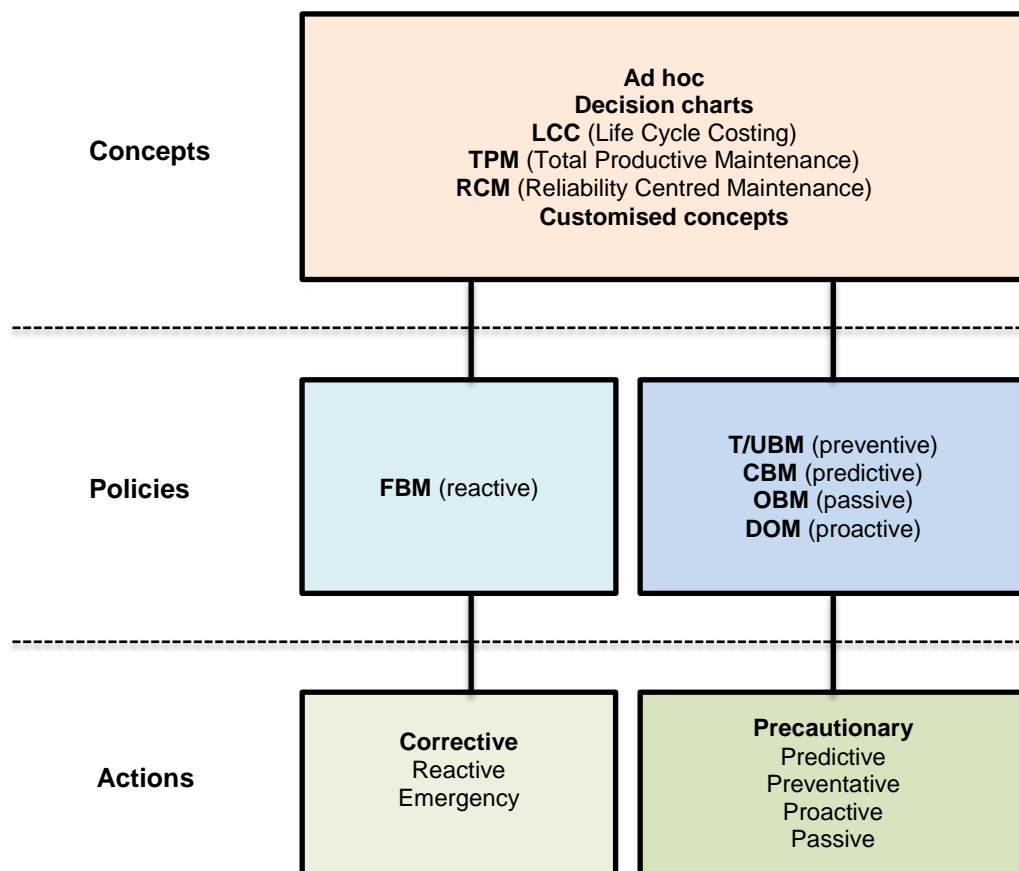 Concepts
Ad hoc
Decision charts
LCC (Life Cycle Costing)
TPM (Total Productive Maintenance)
RCM (Reliability Centred Maintenance)
Customised concepts
Policies
FBM (reactive)
T/UBM (preventive)
CBM (predictive)
OBM (passive)
DOM (proactive)
Actions
Corrective
Reactive
Emergency
Precautionary
Predictive
Preventative
Proactive
Passive